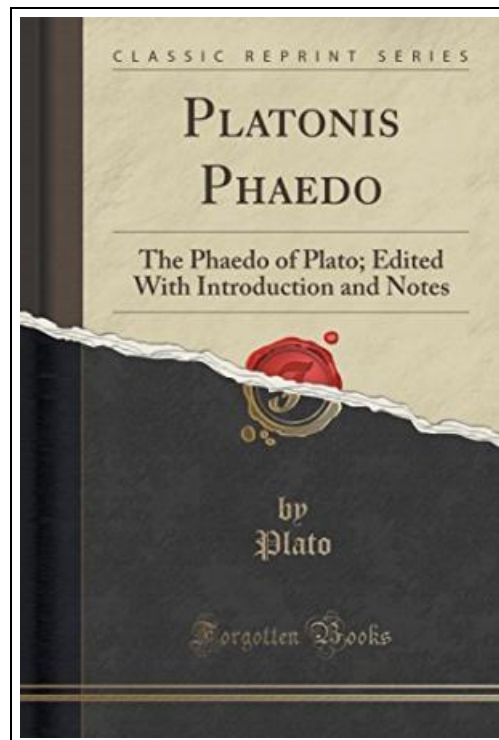 CLASSIC REPRINT SERIES
PLATONIS
PHAEDO
The Phaedo of Plato; Edited
With Introduction and Notes
by
Plato
Forgotten Books